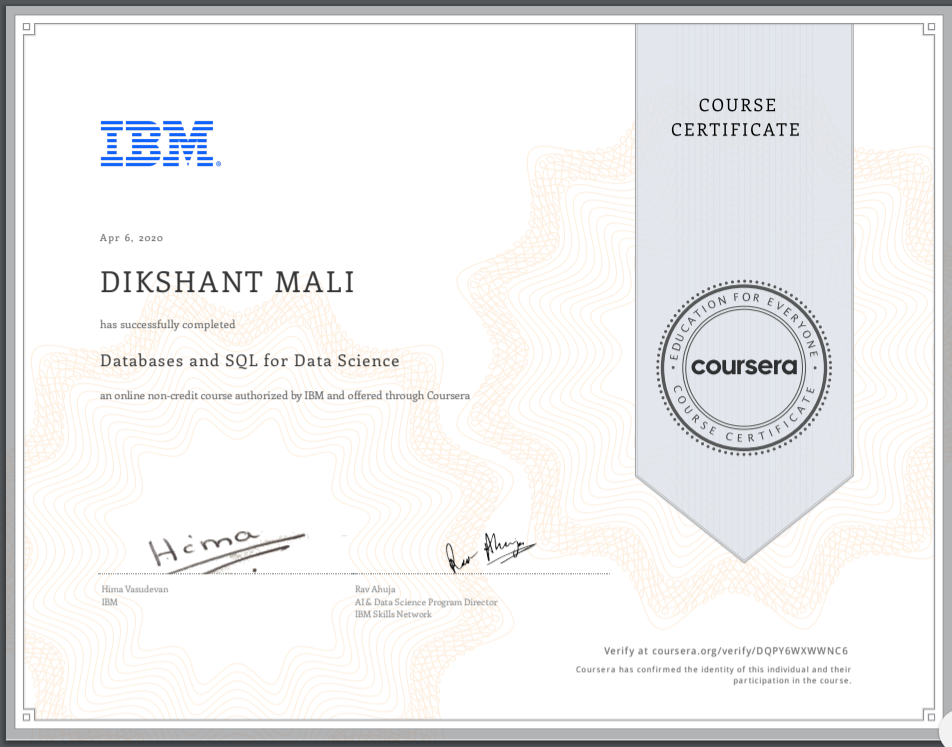 COURSE
CERTIFICATE
IBM®
Apr 6, 2020
DIKSHANT MALI
has successfully completed
Databases and SQL for Data Science
an online non-credit course authorized by IBM and offered through Coursera
EDUCATION FOR EVERYONE
coursera
COURSE CERTIFICATE
Hima
Rav Ahuja
Hima Vasudevan
IBM
Rav Ahuja
AI & Data Science Program Director
IBM Skills Network
Verify at coursera.org/verify/DQPY6WXWWNC6
Coursera has confirmed the identity of this individual and their
participation in the course.